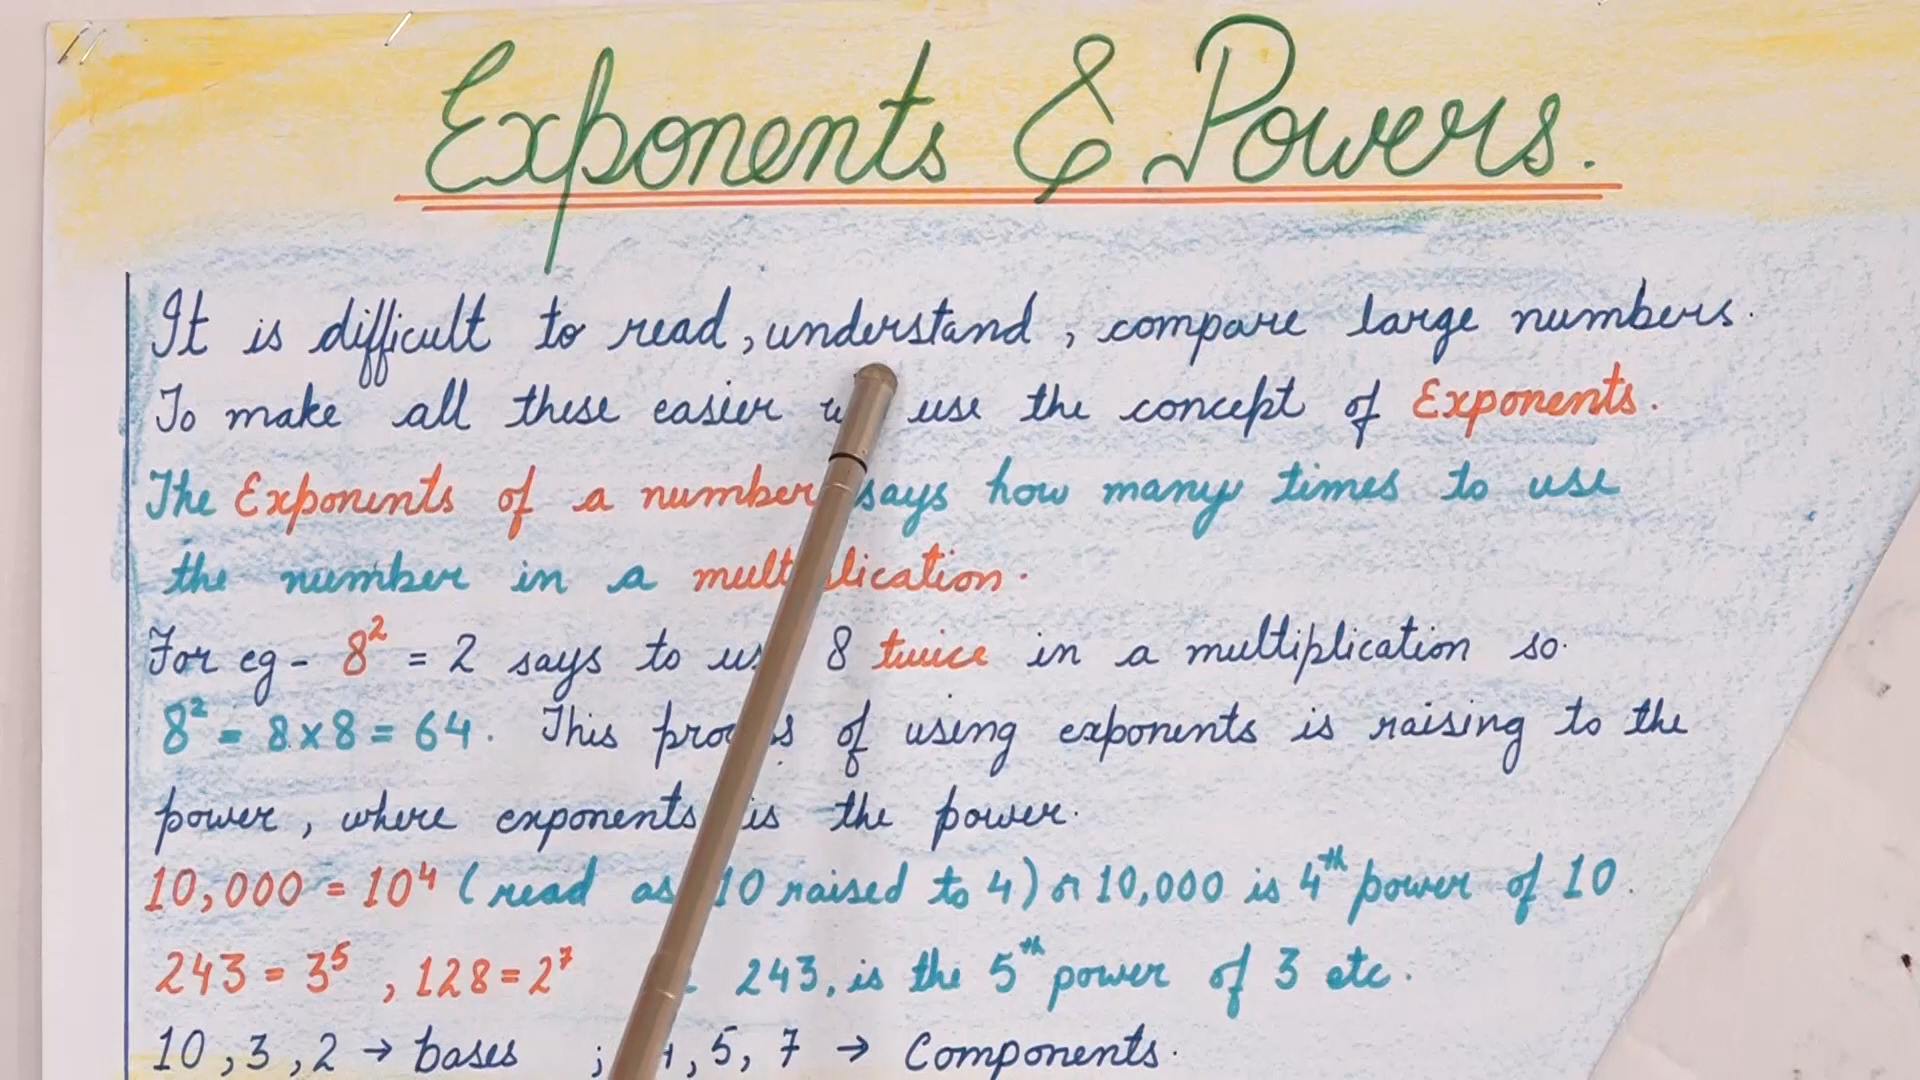 Exponents & Powers.
It is difficult to read, understand, compare large numbers.
To make all these easier use the concept of Exponents.
The Exponents of a number says how many times to use
the number in a multiplication.
For eg - 8² = 2 says to use 8 twice in a multiplication so.
8² = 8 x 8 = 64. This process of using exponents is raising to the
power, where exponents is the power.
10,000 = 10⁴ (read as 10 raised to 4) or 10,000 is 4th power of 10.
243 = 3⁵, 128 = 2⁷ 243, is the 5th power of 3 etc.
10, 3, 2 → bases ; 4, 5, 7 → Components.